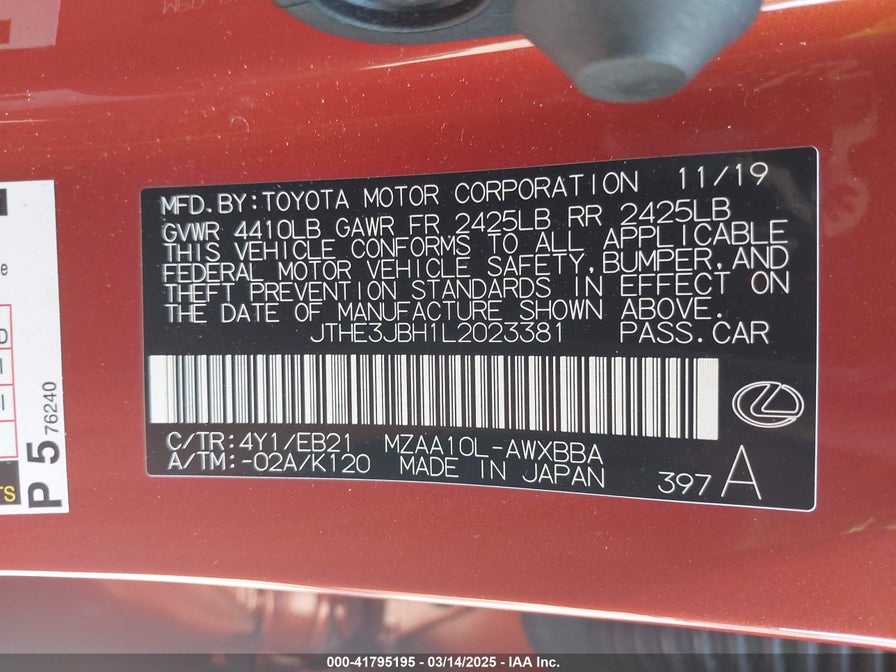 MFD.BY:TOYOTA MOTOR CORPORATION 11/19
GVWR 4410LB GAWR FR 2425LB RR 2425LB
THIS VEHICLE CONFORMS TO ALL APPLICABLE
FEDERAL MOTOR VEHICLE SAFETY,BUMPER,AND
THEFT PREVENTION STANDARDS IN EFFECT ON
THE DATE OF MANUFACTURE SHOWN ABOVE.
JTHE3JBH1L2023381 PASS.CAR
C/TR:4Y1/EB21 MZAA10L-AWXBBA
A/TM:-02A/K120 MADE IN JAPAN
397 A
P 5
76240
000-41795195 - 03/14/2025 - IAA Inc.